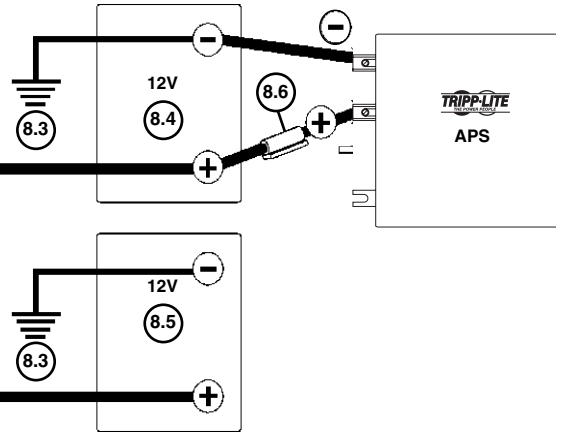 −
12V
8.6
8.3
8.4
+
TRIPP·LITE
THE POWER PEOPLE
APS
+
−
12V
8.5
8.3
+